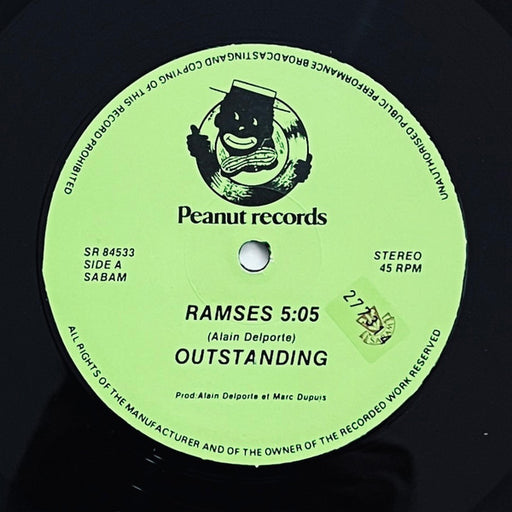 UNAUTHORISED PUBLIC PERFORMANCE BROADCASTINGAND COPYING OF THIS RECORD PROHIBITED
Peanut records
SR 84533
SIDE A
SABAM
STEREO
45 RPM
RAMSES 5:05
(Alain Delporte)
OUTSTANDING
27314
Prod:Alain Delporte et Marc Dupuis
ALL RIGHTS OF THE MANUFACTURER AND OF THE OWNER OF THE RECORDED WORK RESERVED